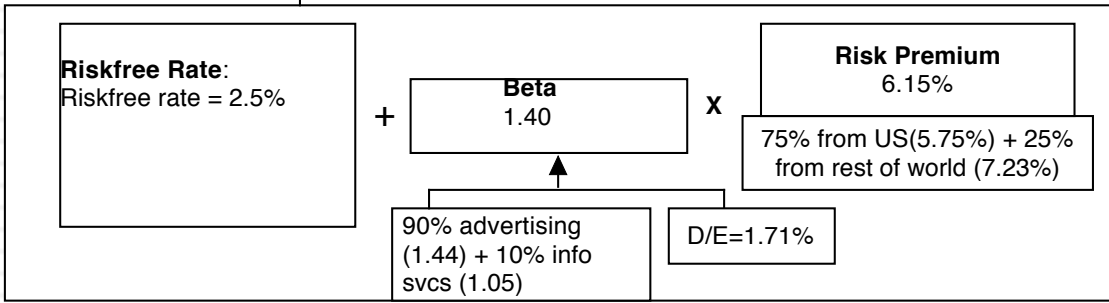 Riskfree Rate:
Riskfree rate = 2.5%
+
Beta
1.40
X
Risk Premium
6.15%
75% from US(5.75%) + 25%
from rest of world (7.23%)
90% advertising
(1.44) + 10% info
svcs (1.05)
D/E=1.71%